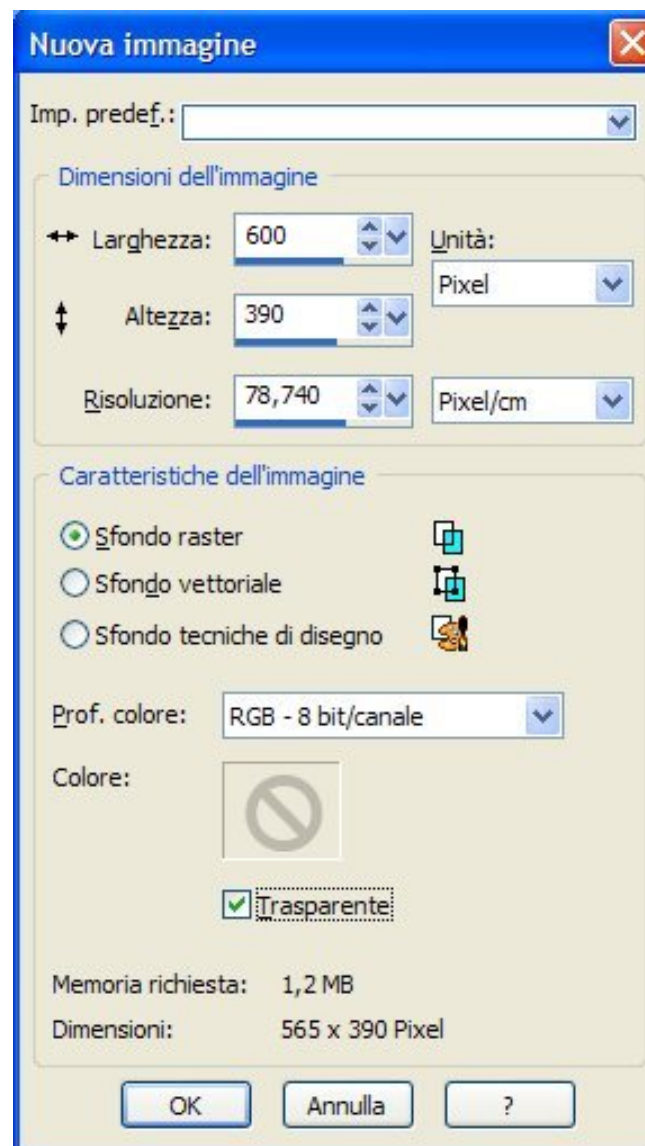 Nuova immagine
Imp. predef.:
Dimensioni dell'immagine
Larghezza: 600 Unità:
Pixel
Altezza: 390
Risoluzione: 78,740 Pixel/cm
Caratteristiche dell'immagine
Sfondo raster
Sfondo vettoriale
Sfondo tecniche di disegno
Prof. colore: RGB - 8 bit/canale
Colore:
Trasparente
Memoria richiesta: 1,2 MB
Dimensioni: 565 x 390 Pixel
OK Annulla ?